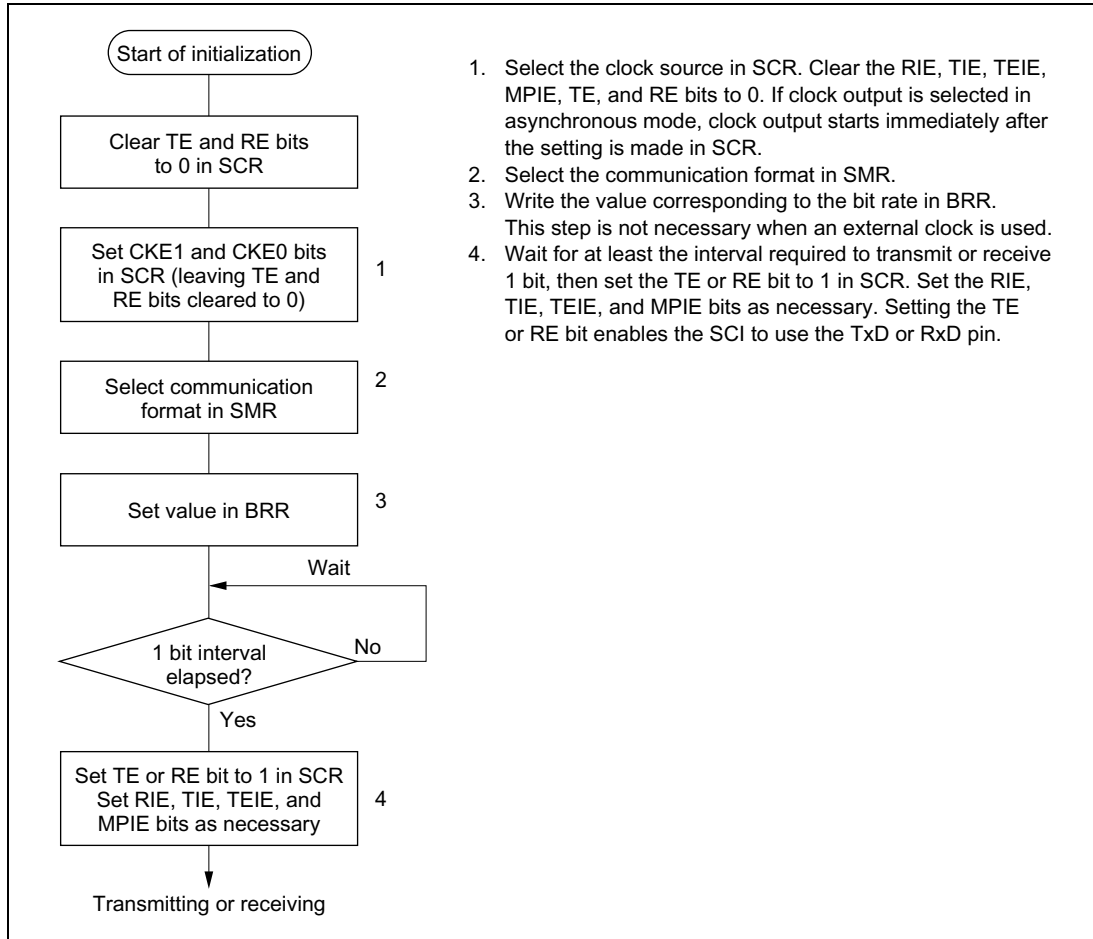 Start of initialization
Clear TE and RE bits
to 0 in SCR
Set CKE1 and CKE0 bits
in SCR (leaving TE and
RE bits cleared to 0)
1
Select communication
format in SMR
2
Set value in BRR
3
Wait
1 bit interval
elapsed?
No
Yes
Set TE or RE bit to 1 in SCR
Set RIE, TIE, TEIE, and
MPIE bits as necessary
4
Transmitting or receiving
1. Select the clock source in SCR. Clear the RIE, TIE, TEIE,
MPIE, TE, and RE bits to 0. If clock output is selected in
asynchronous mode, clock output starts immediately after
the setting is made in SCR.
2. Select the communication format in SMR.
3. Write the value corresponding to the bit rate in BRR.
This step is not necessary when an external clock is used.
4. Wait for at least the interval required to transmit or receive
1 bit, then set the TE or RE bit to 1 in SCR. Set the RIE,
TIE, TEIE, and MPIE bits as necessary. Setting the TE
or RE bit enables the SCI to use the TxD or RxD pin.